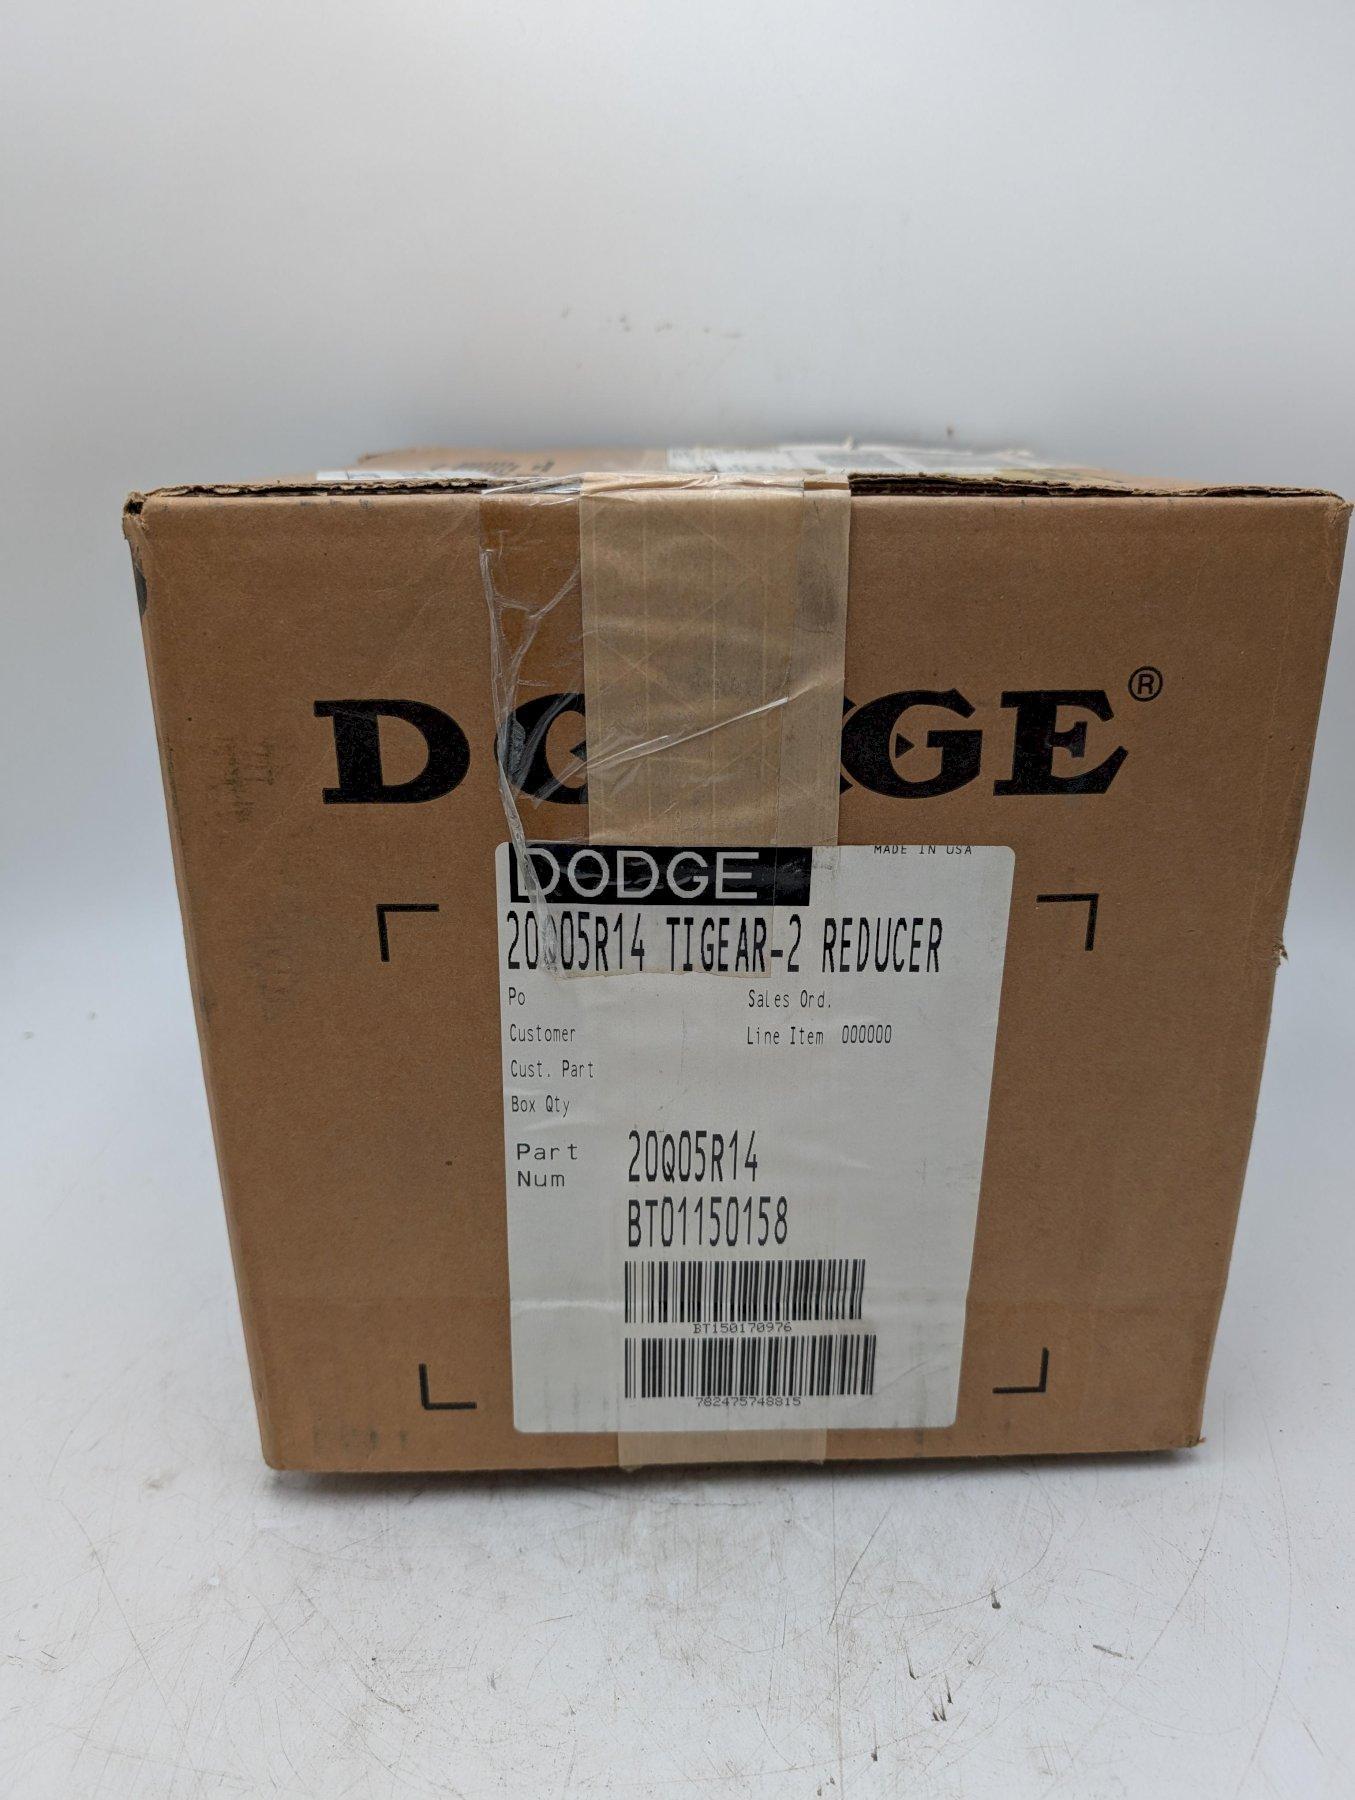 DODGE®
DODGE
MADE IN USA
20Q05R14 TIGEAR-2 REDUCER
Po
Sales Ord.
Customer
Line Item 000000
Cust. Part
Box Qty
Part Num
20Q05R14
BT01150158
BT150170976
782475748815